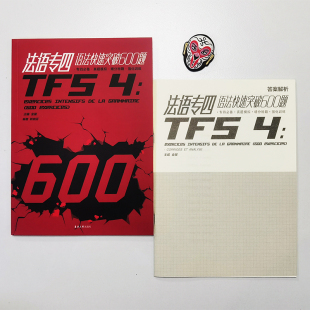 法语专四
语法快速突破600题
TFS 4:
EXERCICES INTENSIFS DE LA GRAMMAIRE
(600 EXERCICES)
600
答案解析
法语专四
语法快速突破600题
TFS 4:
EXERCICES INTENSIFS DE LA GRAMMAIRE
(600 EXERCICES)